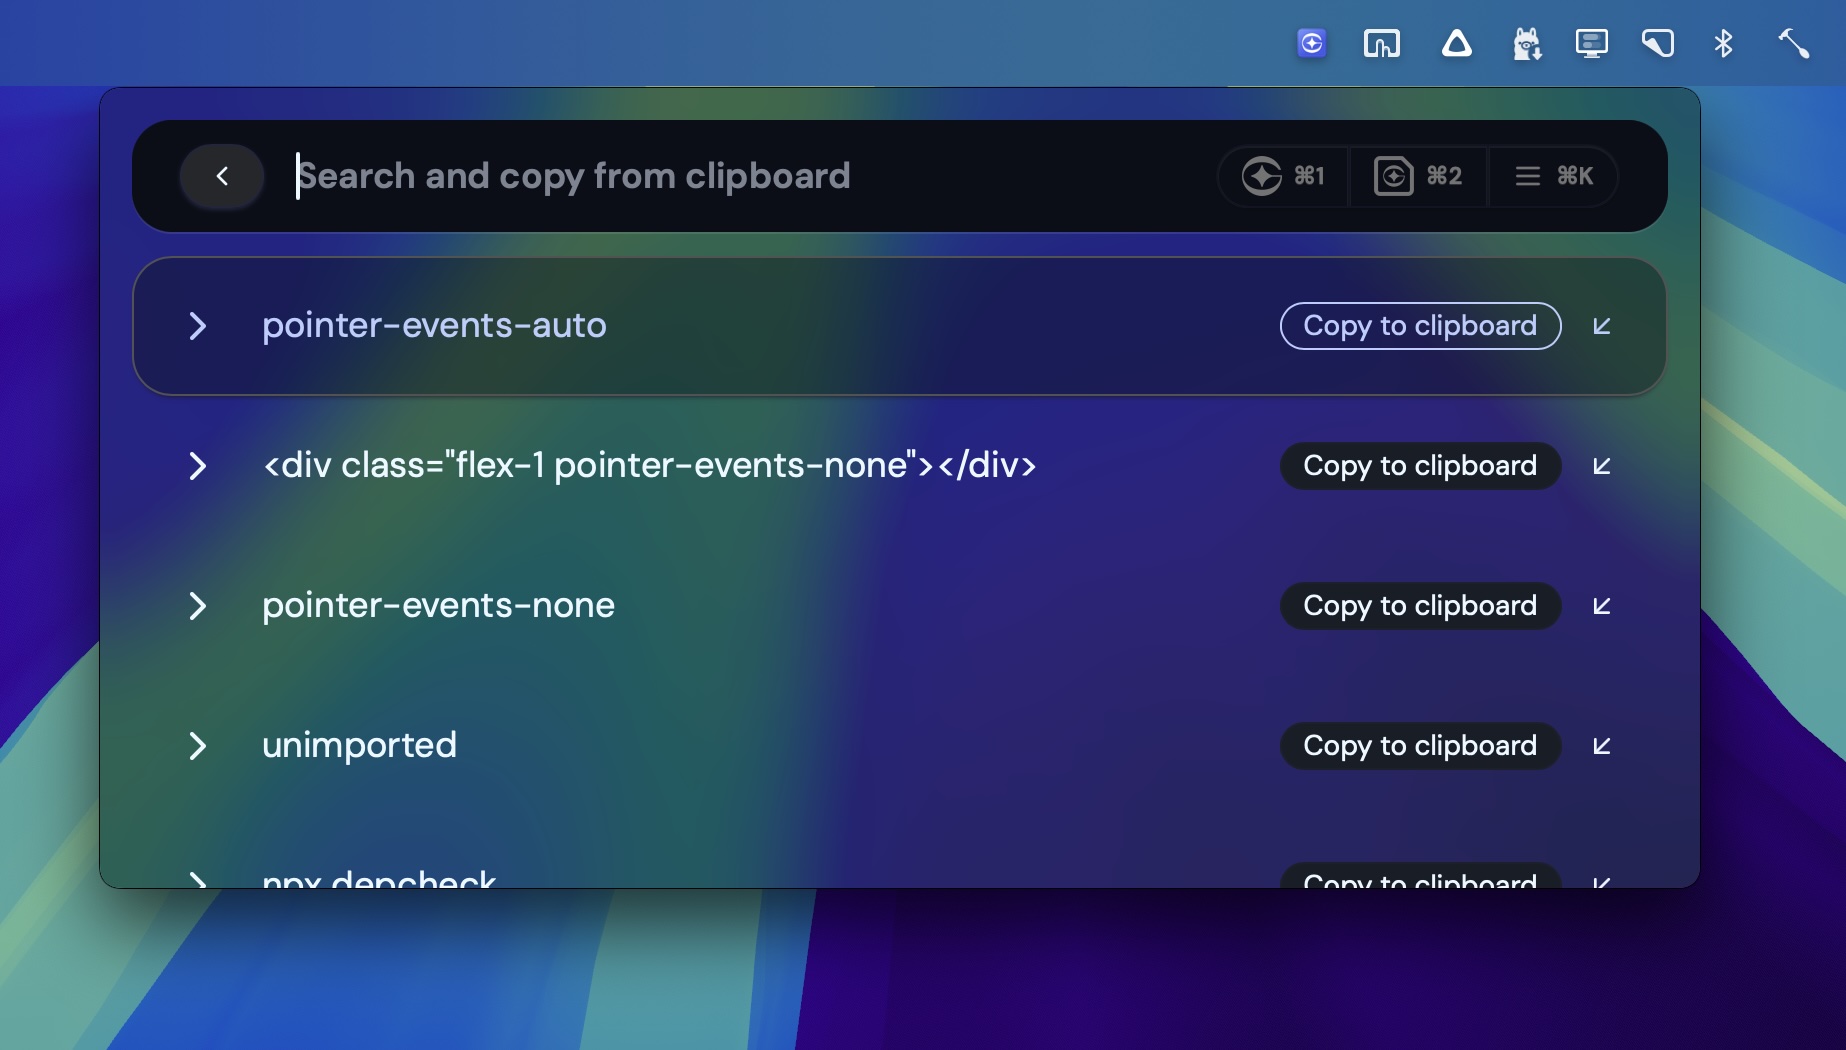 Search and copy from clipboard ⌘1 ⌘2 ⌘K
pointer-events-auto Copy to clipboard
<div class="flex-1 pointer-events-none"></div> Copy to clipboard
pointer-events-none Copy to clipboard
unimported Copy to clipboard
npx depcheck Copy to clipboard